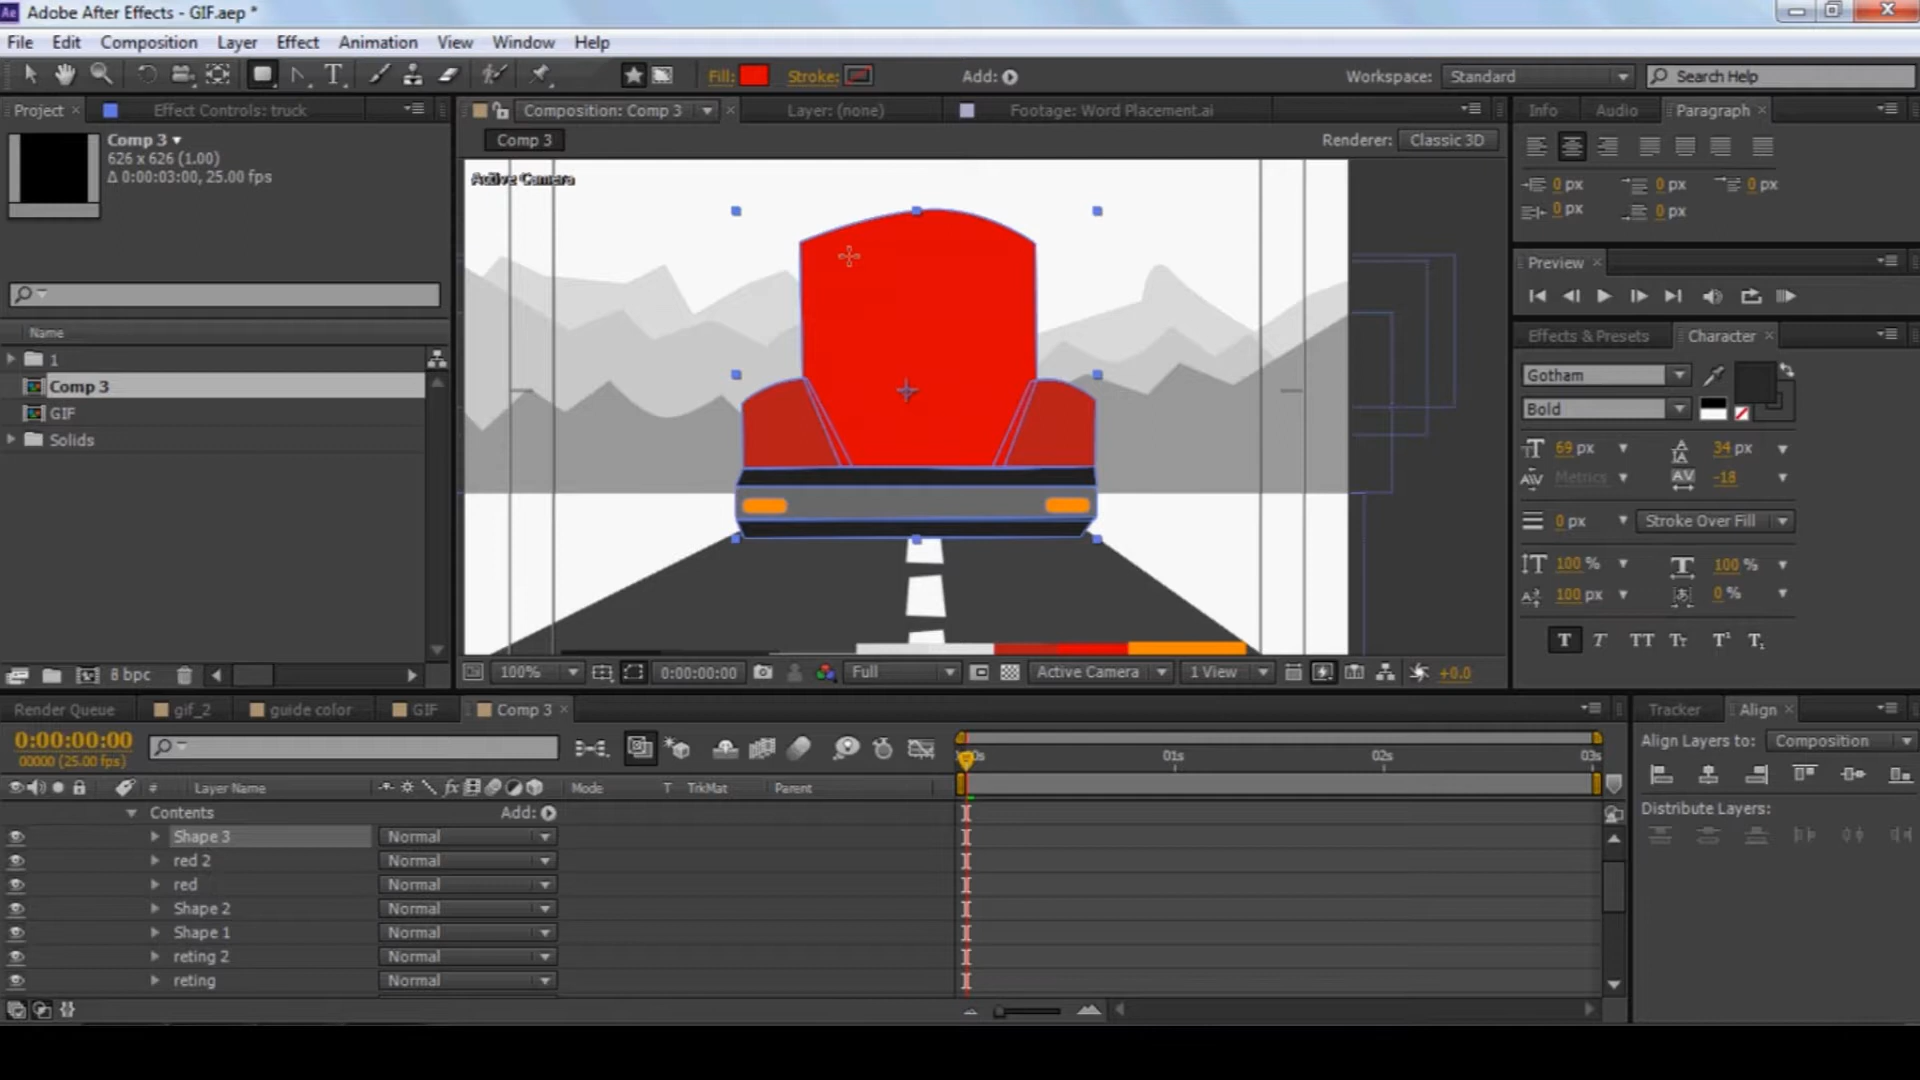 Ae Adobe After Effects - GIF.aep *
File Edit Composition Layer Effect Animation View Window Help
T Fill: Stroke: Add: Workspace: Standard Search Help
Project × Effect Controls: truck Composition: Comp 3 × Layer: (none) Footage: Word Placement.ai Info Audio Paragraph ×
Comp 3
626 x 626 (1.00)
Δ 0:00:03:00, 25.00 fps
Comp 3 Renderer: Classic 3D
Active Camera
0 px 0 px 0 px
0 px 0 px
Preview ×
Name
Effects & Presets Character ×
1
Comp 3
GIF
Solids
Gotham
Bold
69 px 34 px
Metrics -18
0 px Stroke Over Fill
100 % 100 %
100 px 0 %
T T TT Tr T¹ T,
8 bpc
100% 0:00:00:00 Full Active Camera 1 View +0.0
Render Queue gif_2 guide color GIF Comp 3 × Tracker Align ×
0:00:00:00
00000 (25.00 fps)
Align Layers to: Composition
01s 02s 03s
# Layer Name fx Mode T TrkMat Parent
Distribute Layers:
Contents Add:
Shape 3 Normal
red 2 Normal
red Normal
Shape 2 Normal
Shape 1 Normal
reting 2 Normal
reting Normal